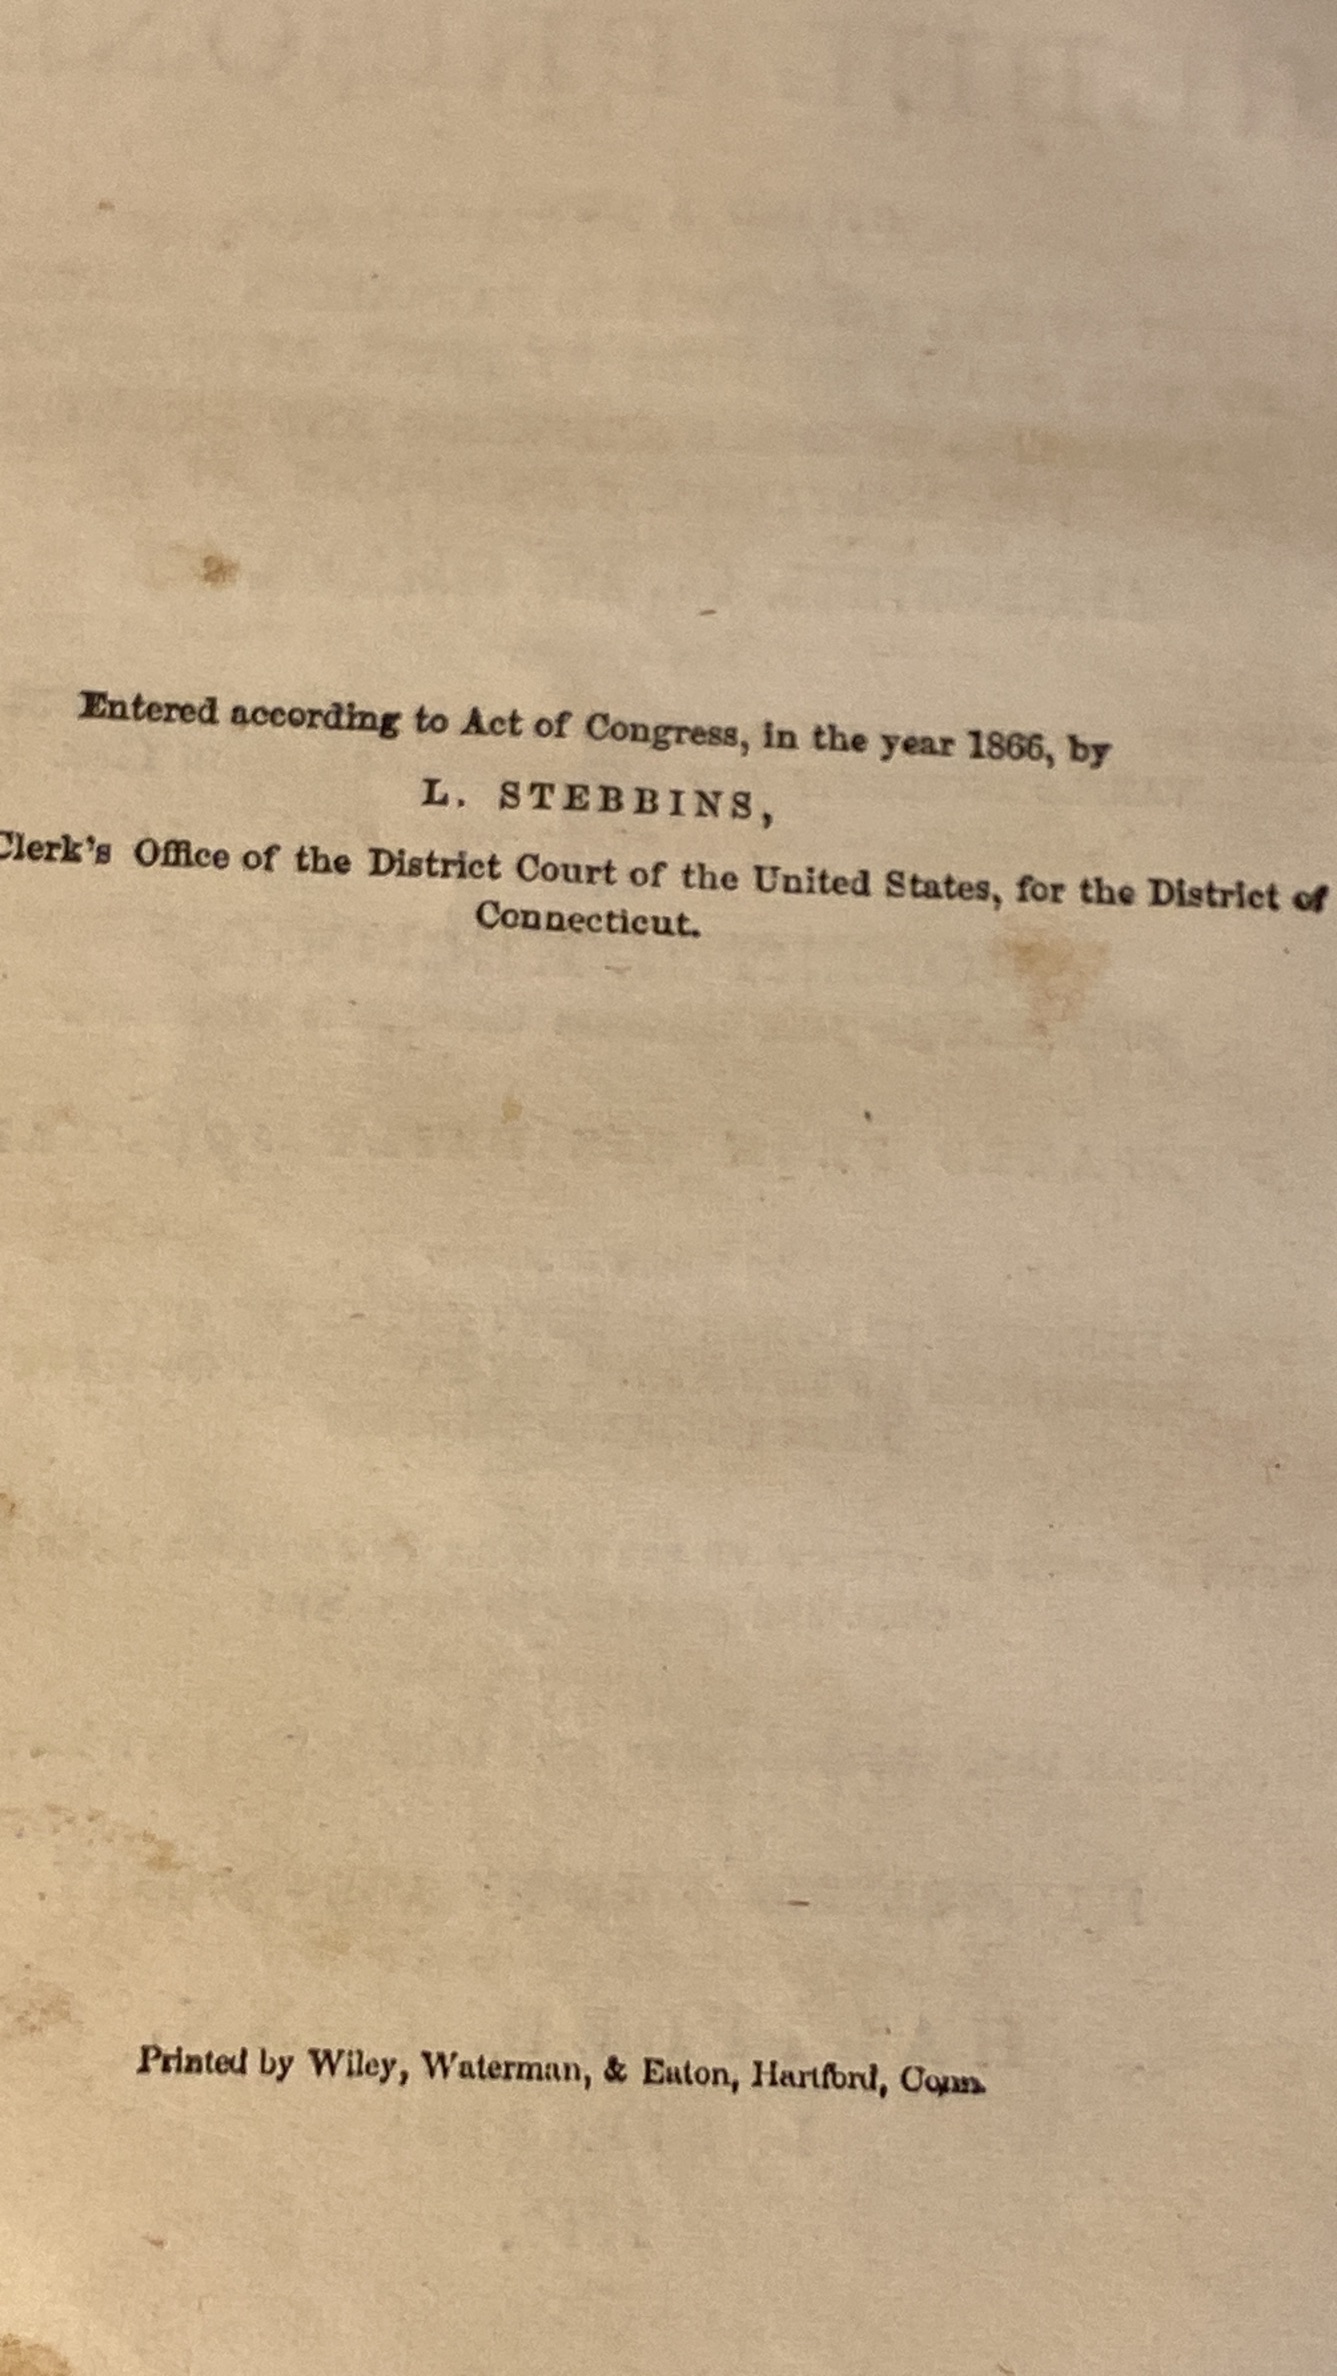 Entered according to Act of Congress, in the year 1866, by
L. STEBBINS,
Clerk's Office of the District Court of the United States, for the District of
Connecticut.
Printed by Wiley, Waterman, & Eaton, Hartford, Conn.